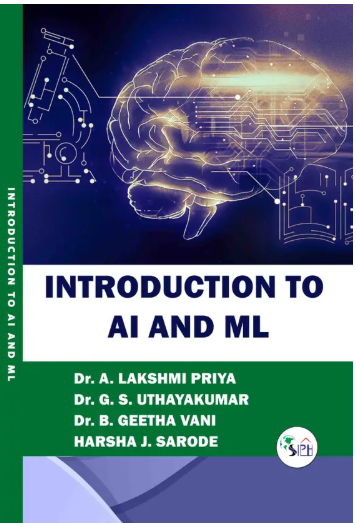 INTRODUCTION TO AI AND ML
INTRODUCTION TO
AI AND ML
Dr. A. LAKSHMI PRIYA
Dr. G. S. UTHAYAKUMAR
Dr. B. GEETHA VANI
HARSHA J. SARODE
SIPH